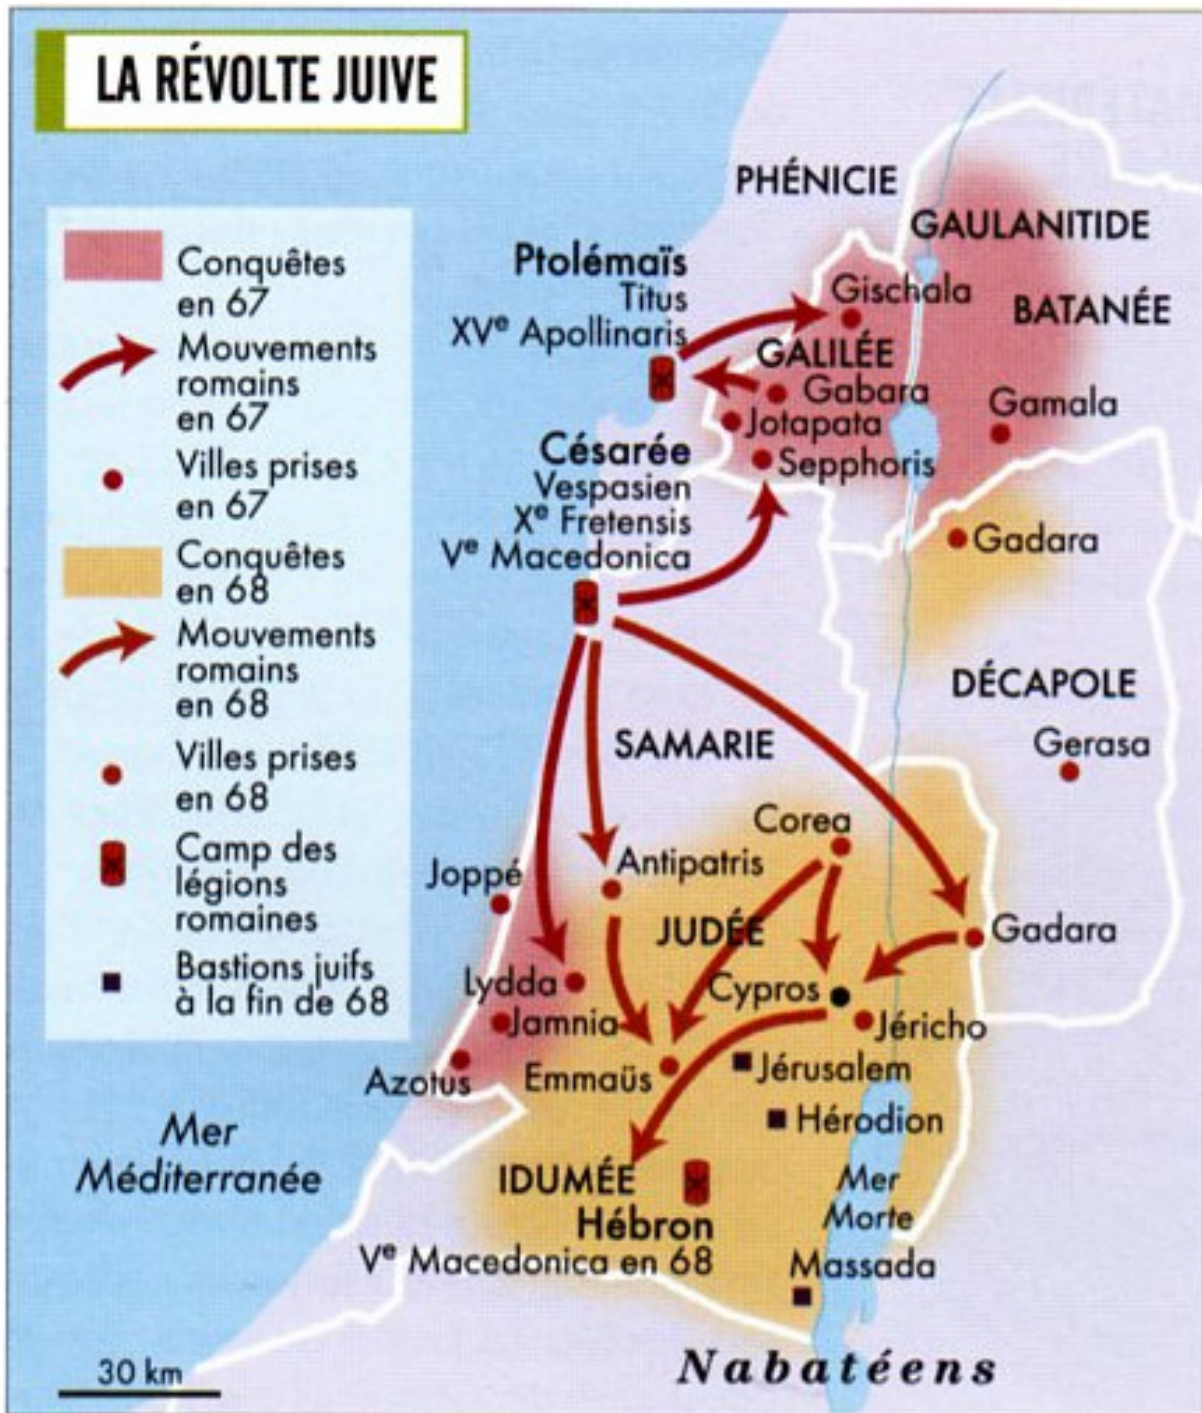 LA RÉVOLTE JUIVE
Conquêtes
en 67
Mouvements
romains
en 67
Villes prises
en 67
Conquêtes
en 68
Mouvements
romains
en 68
Villes prises
en 68
Camp des
légions
romaines
Bastions juifs
à la fin de 68
PHÉNICIE
GAULANITIDE
Ptolémaïs
Titus
XVe Apollinaris
Gischala
BATANÉE
GALILÉE
Gabara
Gamala
Jotapata
Césarée
Sepphoris
Vespasien
Xe Fretensis
Ve Macedonica
Gadara
DÉCAPOLE
SAMARIE
Gerasa
Corea
Joppé
Antipatris
JUDÉE
Gadara
Lydda
Cypros
Jamnia
Jéricho
Azotus
Emmaüs
Jérusalem
Hérodion
Mer
Méditerranée
IDUMÉE
Hébron
Ve Macedonica en 68
Mer
Morte
Massada
30 km
Nabatéens